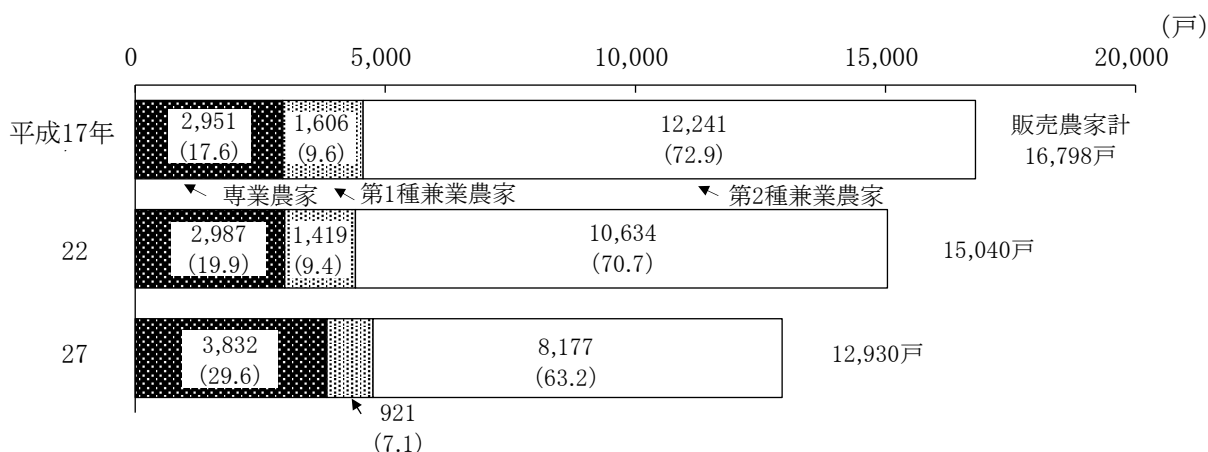 (戸)
0 5,000 10,000 15,000 20,000
平成17年 2,951 1,606 12,241 販売農家計
(17.6) (9.6) (72.9) 16,798戸
専業農家 第1種兼業農家 第2種兼業農家
22 2,987 1,419 10,634 15,040戸
(19.9) (9.4) (70.7)
27 3,832 8,177 12,930戸
(29.6) (63.2)
921
(7.1)